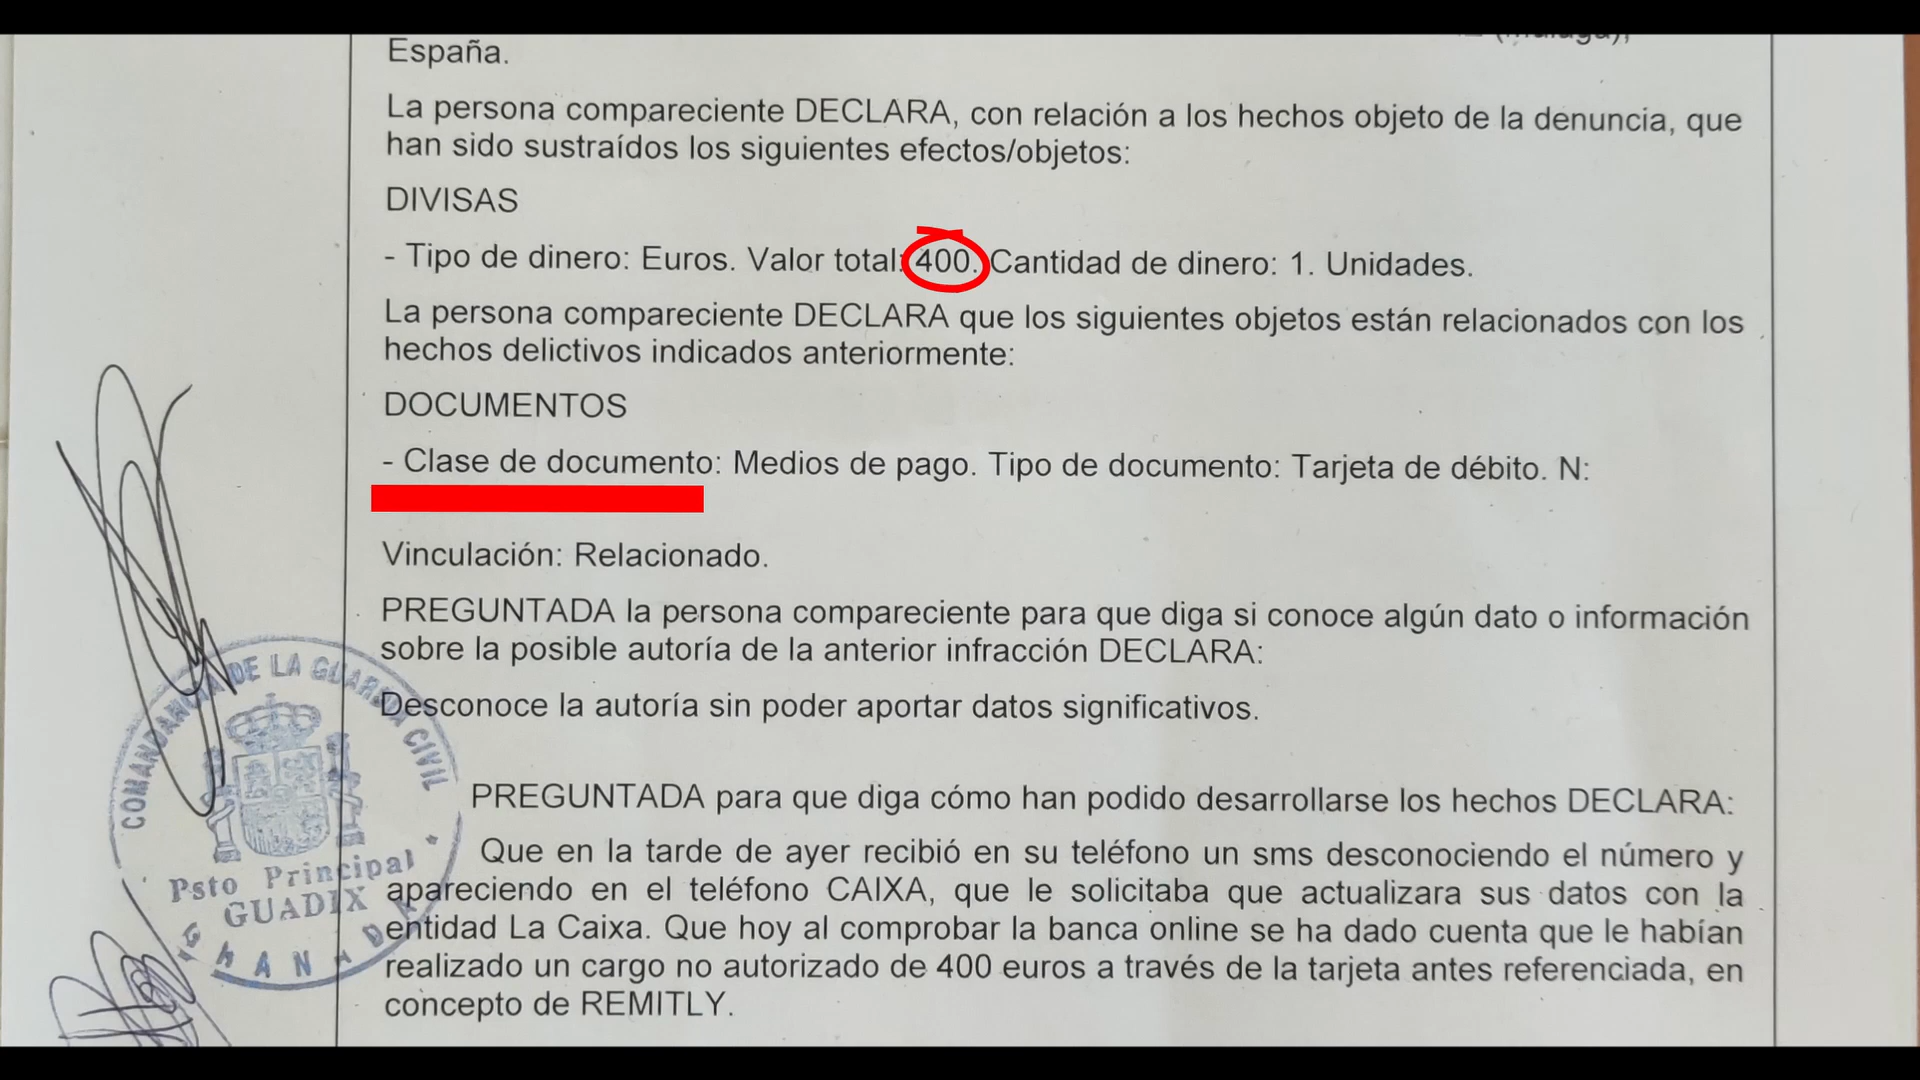 España.
La persona compareciente DECLARA, con relación a los hechos objeto de la denuncia, que
han sido sustraídos los siguientes efectos/objetos:
DIVISAS
- Tipo de dinero: Euros. Valor total: 400. Cantidad de dinero: 1. Unidades.
La persona compareciente DECLARA que los siguientes objetos están relacionados con los
hechos delictivos indicados anteriormente:
DOCUMENTOS
- Clase de documento: Medios de pago. Tipo de documento: Tarjeta de débito. N:
Vinculación: Relacionado.
PREGUNTADA la persona compareciente para que diga si conoce algún dato o información
sobre la posible autoría de la anterior infracción DECLARA:
Desconoce la autoría sin poder aportar datos significativos.
PREGUNTADA para que diga cómo han podido desarrollarse los hechos DECLARA:
Que en la tarde de ayer recibió en su teléfono un sms desconociendo el número y
apareciendo en el teléfono CAIXA, que le solicitaba que actualizara sus datos con la
entidad La Caixa. Que hoy al comprobar la banca online se ha dado cuenta que le habían
realizado un cargo no autorizado de 400 euros a través de la tarjeta antes referenciada, en
concepto de REMITLY.
COMANDANCIA DE LA GUARDIA CIVIL
Psto Principal
GUADIX
GRANADA